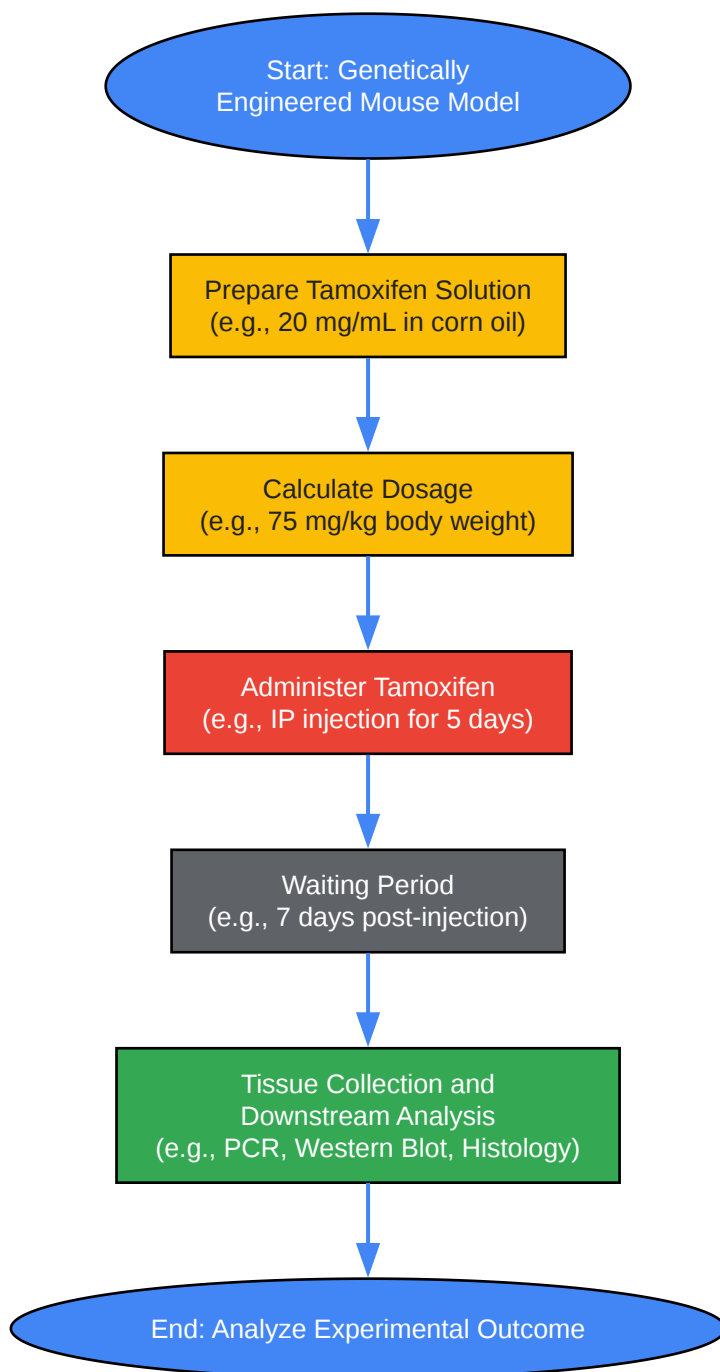 Start: Genetically
Engineered Mouse Model
Prepare Tamoxifen Solution
(e.g., 20 mg/mL in corn oil)
Calculate Dosage
(e.g., 75 mg/kg body weight)
Administer Tamoxifen
(e.g., IP injection for 5 days)
Waiting Period
(e.g., 7 days post-injection)
Tissue Collection and
Downstream Analysis
(e.g., PCR, Western Blot, Histology)
End: Analyze Experimental Outcome